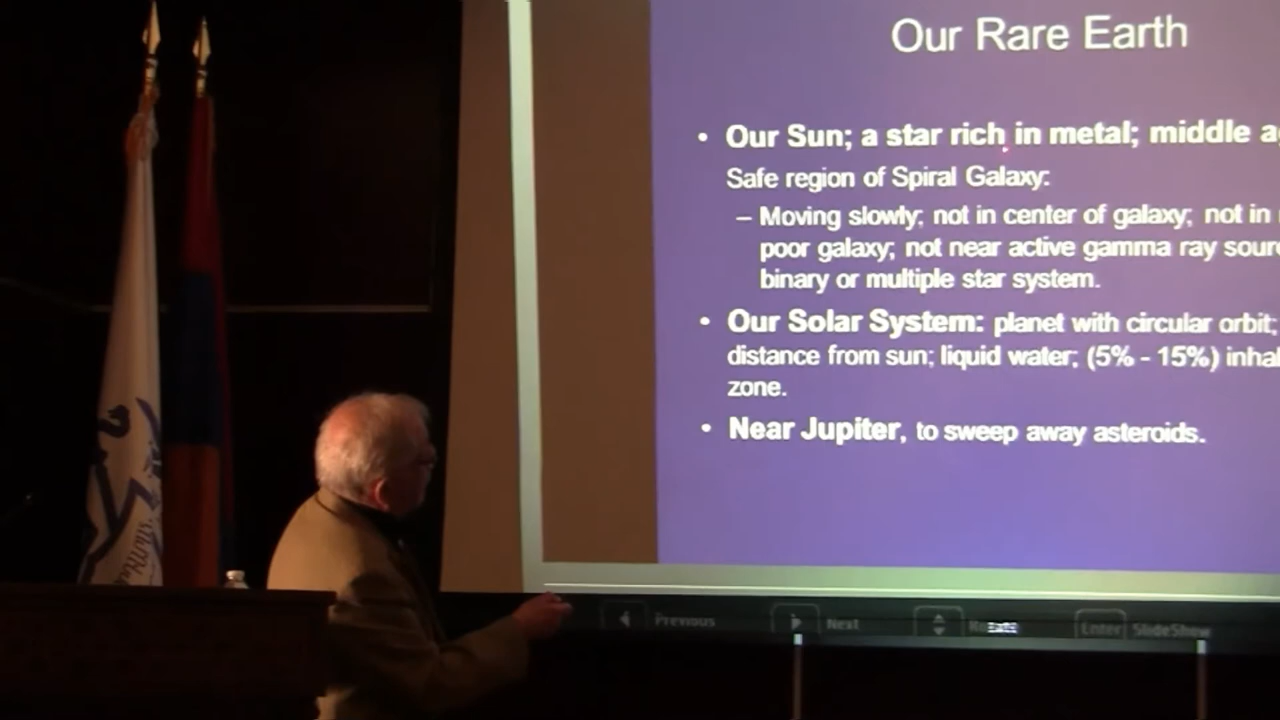 Our Rare Earth
• Our Sun; a star rich in metal; middle a
Safe region of Spiral Galaxy:
– Moving slowly; not in center of galaxy; not in
poor galaxy; not near active gamma ray sour
binary or multiple star system.
• Our Solar System: planet with circular orbit;
distance from sun; liquid water; (5% - 15%) inha
zone.
• Near Jupiter, to sweep away asteroids.
Previous Next Enter SlideShow